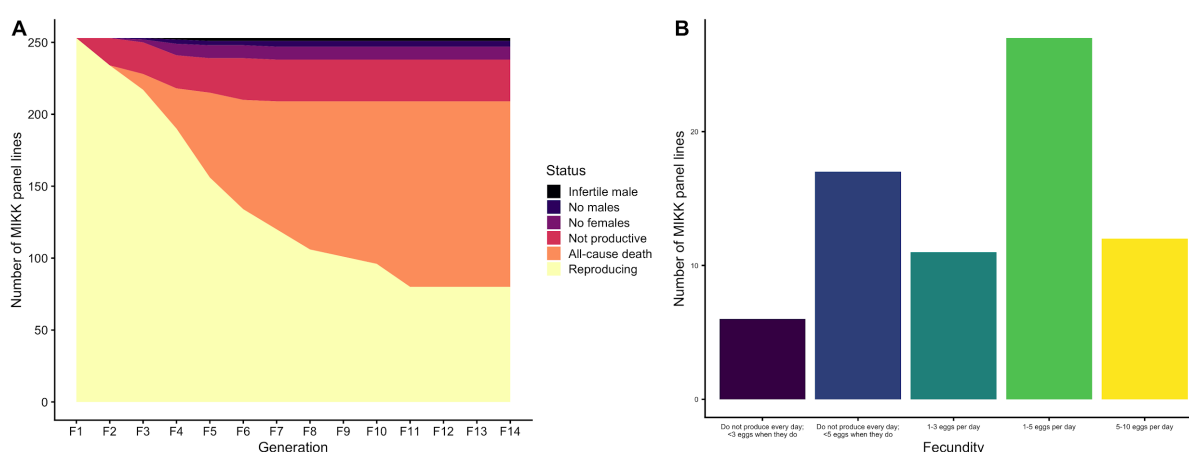 A
Number of MIKK panel lines
250
200
150
100
50
0
F1 F2 F3 F4 F5 F6 F7 F8 F9 F10 F11 F12 F13 F14
Generation
Status
Infertile male
No males
No females
Not productive
All-cause death
Reproducing
B
Number of MIKK panel lines
20
10
0
Do not produce every day;
<3 eggs when they do
Do not produce every day;
<5 eggs when they do
1-3 eggs per day
1-5 eggs per day
5-10 eggs per day
Fecundity